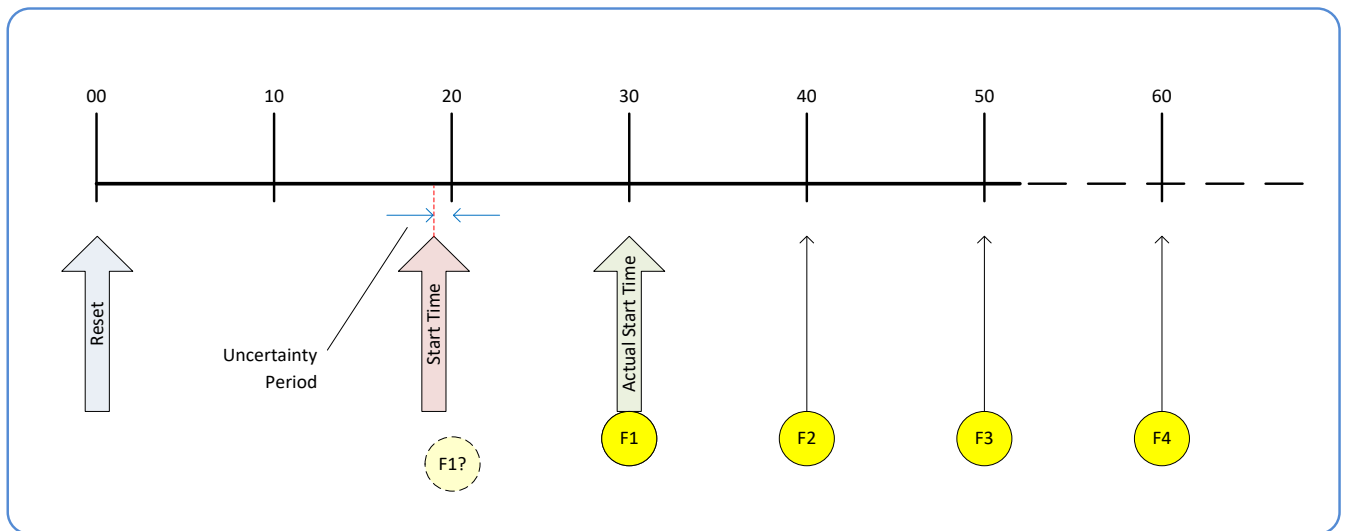 00
10
20
30
40
50
60
Reset
Start Time
Actual Start Time
Uncertainty
Period
F1?
F1
F2
F3
F4